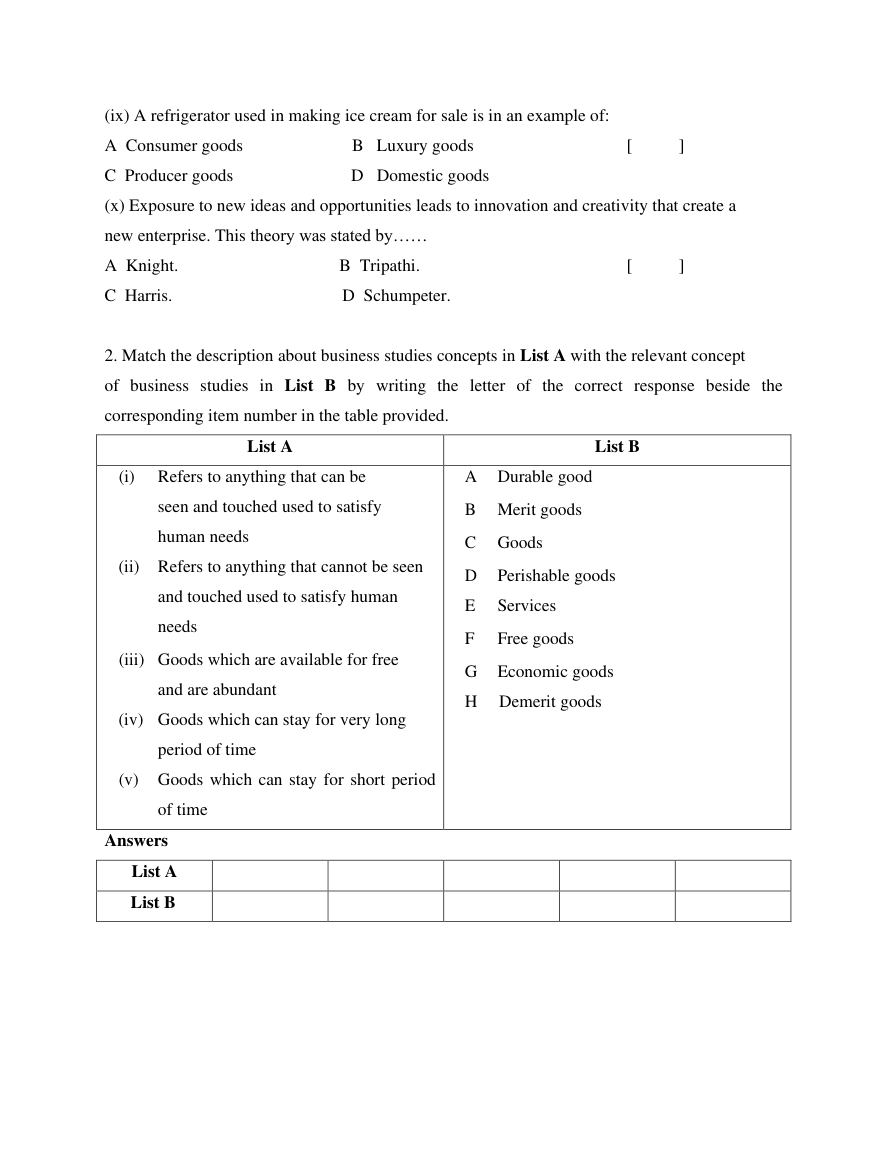 (ix) A refrigerator used in making ice cream for sale is in an example of:
A Consumer goods B Luxury goods [ ]
C Producer goods D Domestic goods
(x) Exposure to new ideas and opportunities leads to innovation and creativity that create a
new enterprise. This theory was stated by……
A Knight. B Tripathi. [ ]
C Harris. D Schumpeter.
2. Match the description about business studies concepts in List A with the relevant concept
of business studies in List B by writing the letter of the correct response beside the
corresponding item number in the table provided.
List A
(i) Refers to anything that can be
seen and touched used to satisfy
human needs
(ii) Refers to anything that cannot be seen
and touched used to satisfy human
needs
(iii) Goods which are available for free
and are abundant
(iv) Goods which can stay for very long
period of time
(v) Goods which can stay for short period
of time
List B
A Durable good
B Merit goods
C Goods
D Perishable goods
E Services
F Free goods
G Economic goods
H Demerit goods
Answers
List A
List B